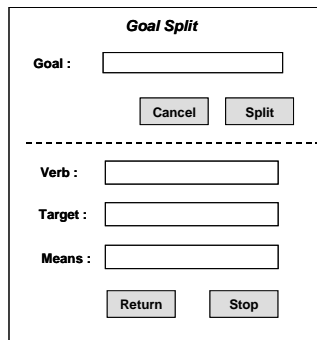 Goal Split
Goal :
Cancel Split
Verb :
Target :
Means :
Return Stop